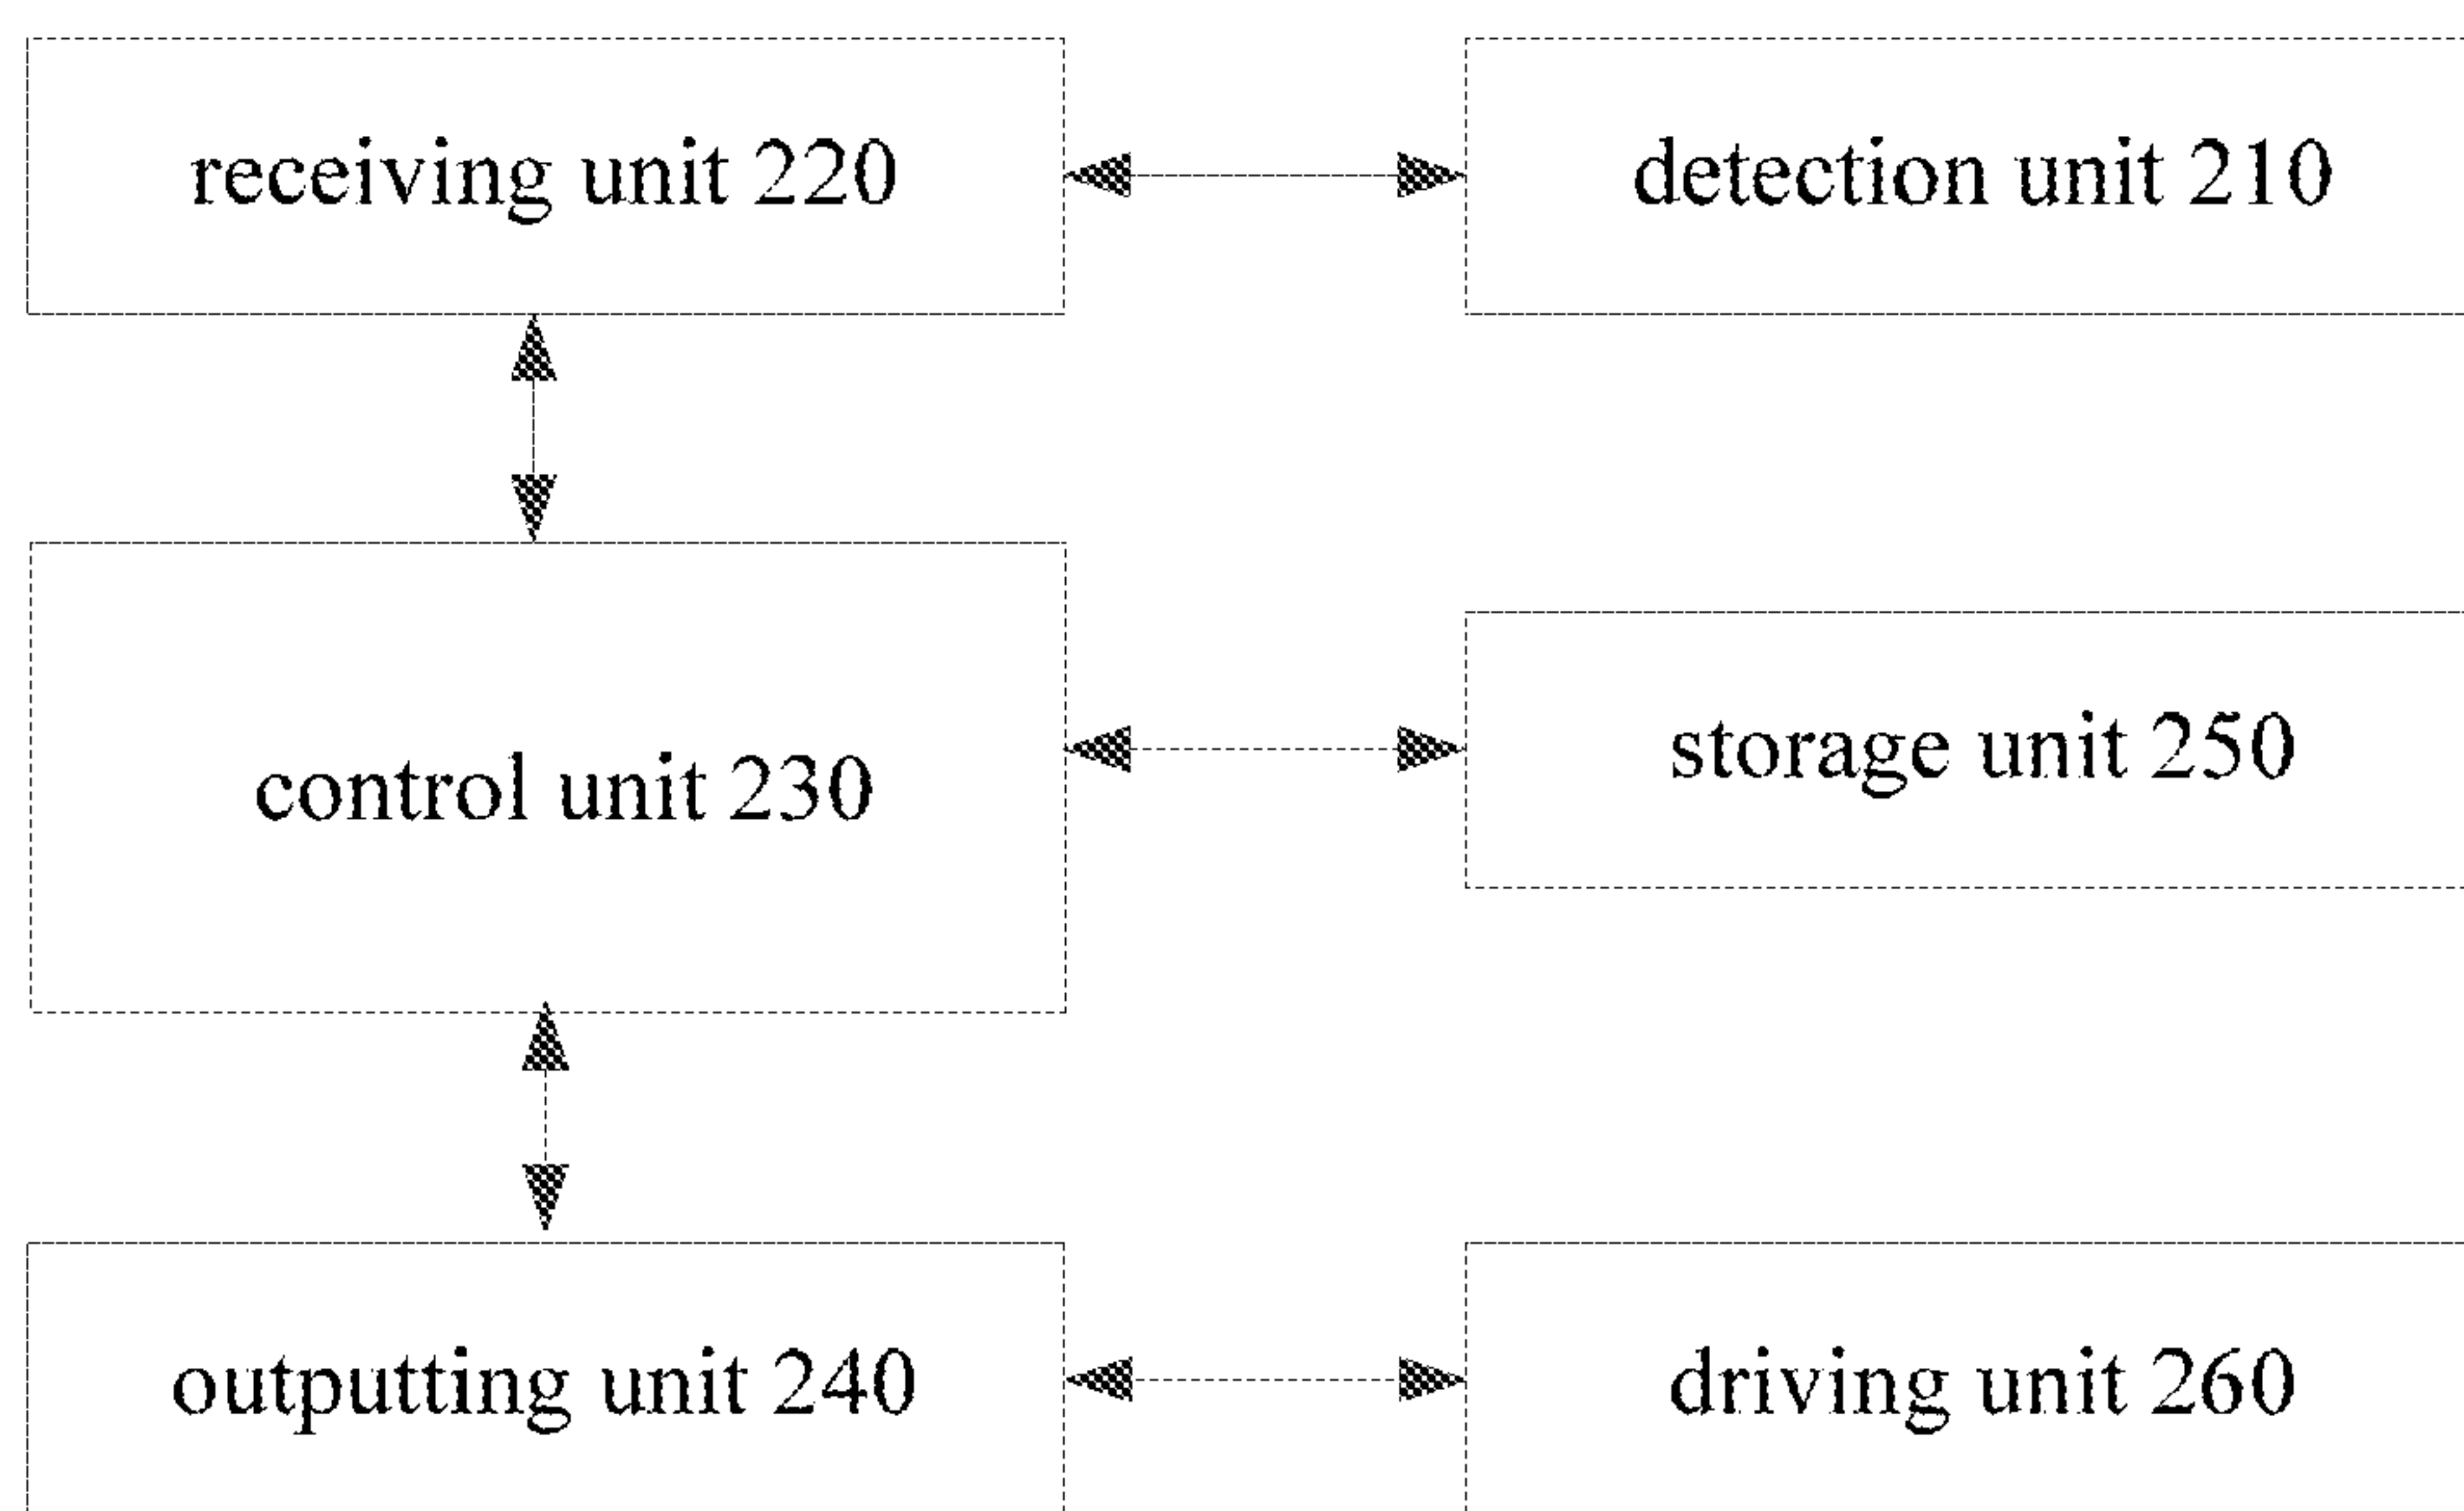 receiving unit 220
detection unit 210
control unit 230
storage unit 250
outputting unit 240
driving unit 260